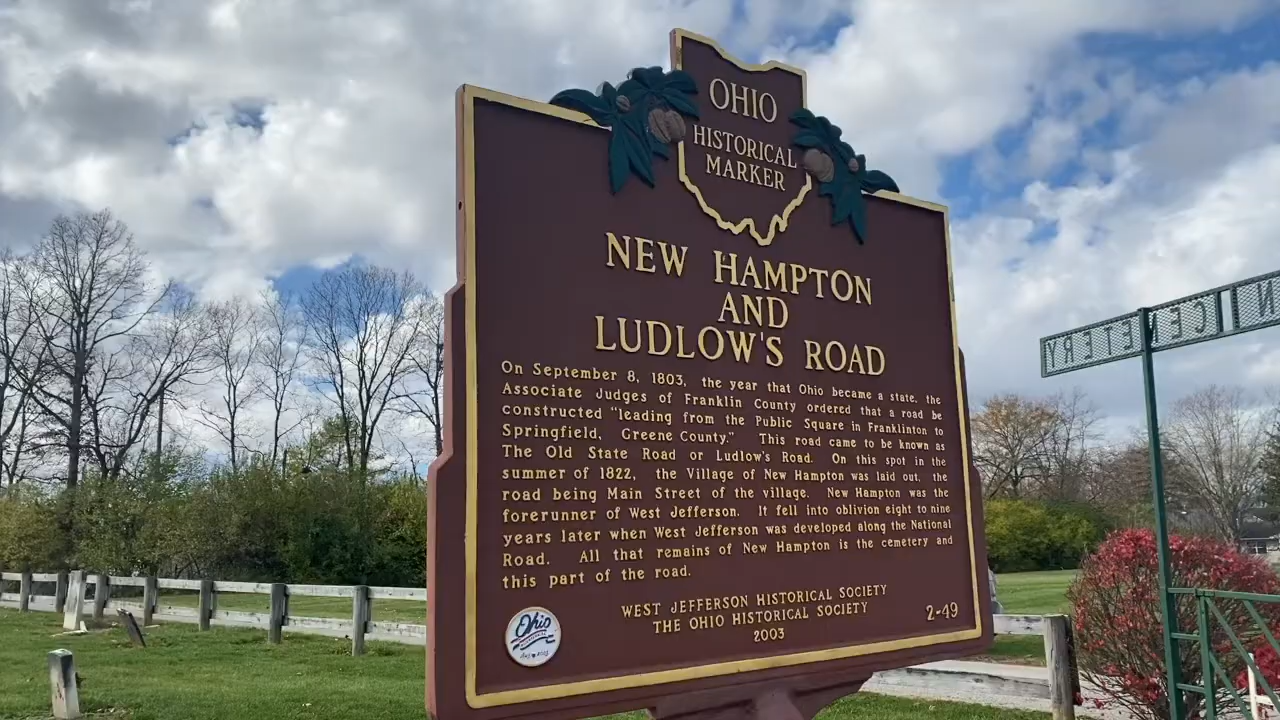 OHIO
HISTORICAL
MARKER
NEW HAMPTON
AND
LUDLOW'S ROAD
On September 8, 1803, the year that Ohio became a state, the
Associate Judges of Franklin County ordered that a road be
constructed "leading from the Public Square in Franklinton to
Springfield, Greene County." This road came to be known as
The Old State Road or Ludlow's Road. On this spot in the
summer of 1822, the Village of New Hampton was laid out, the
road being Main Street of the village. New Hampton was the
forerunner of West Jefferson. It fell into oblivion eight to nine
years later when West Jefferson was developed along the National
Road. All that remains of New Hampton is the cemetery and
this part of the road.
WEST JEFFERSON HISTORICAL SOCIETY
THE OHIO HISTORICAL SOCIETY
2003
2-49
Ohio
CEMETERY